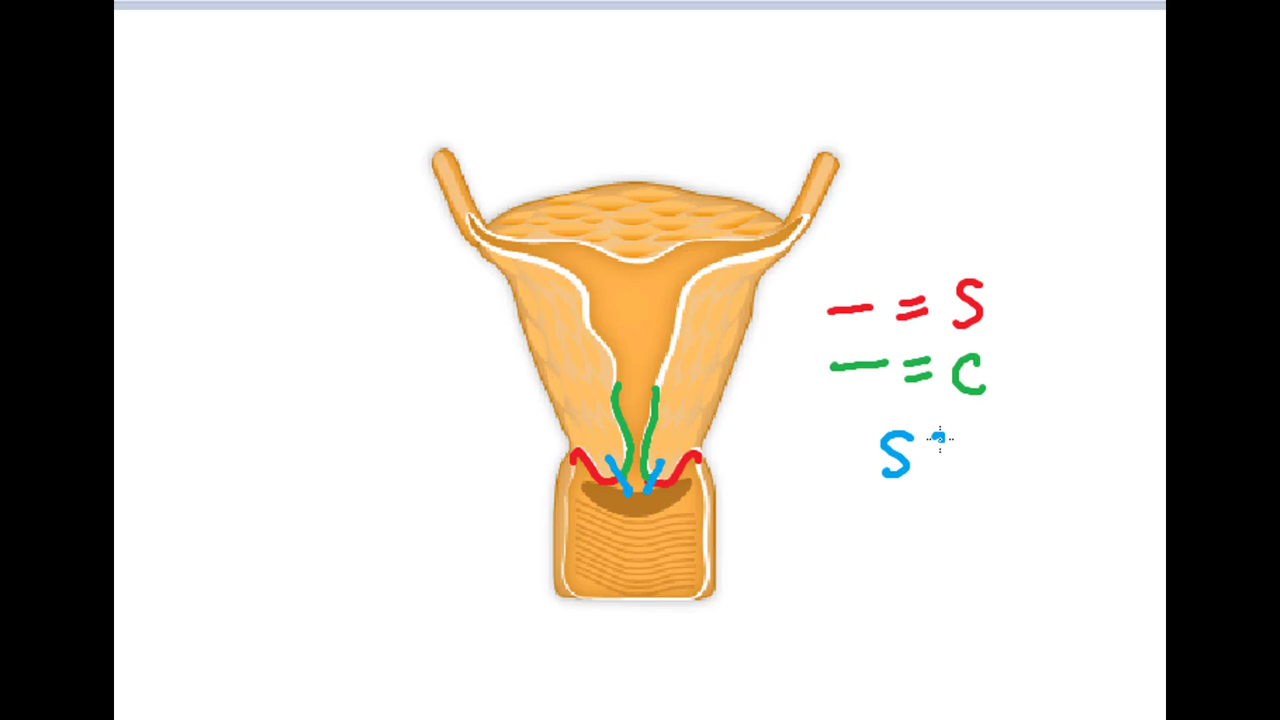 — = S
— = C
S